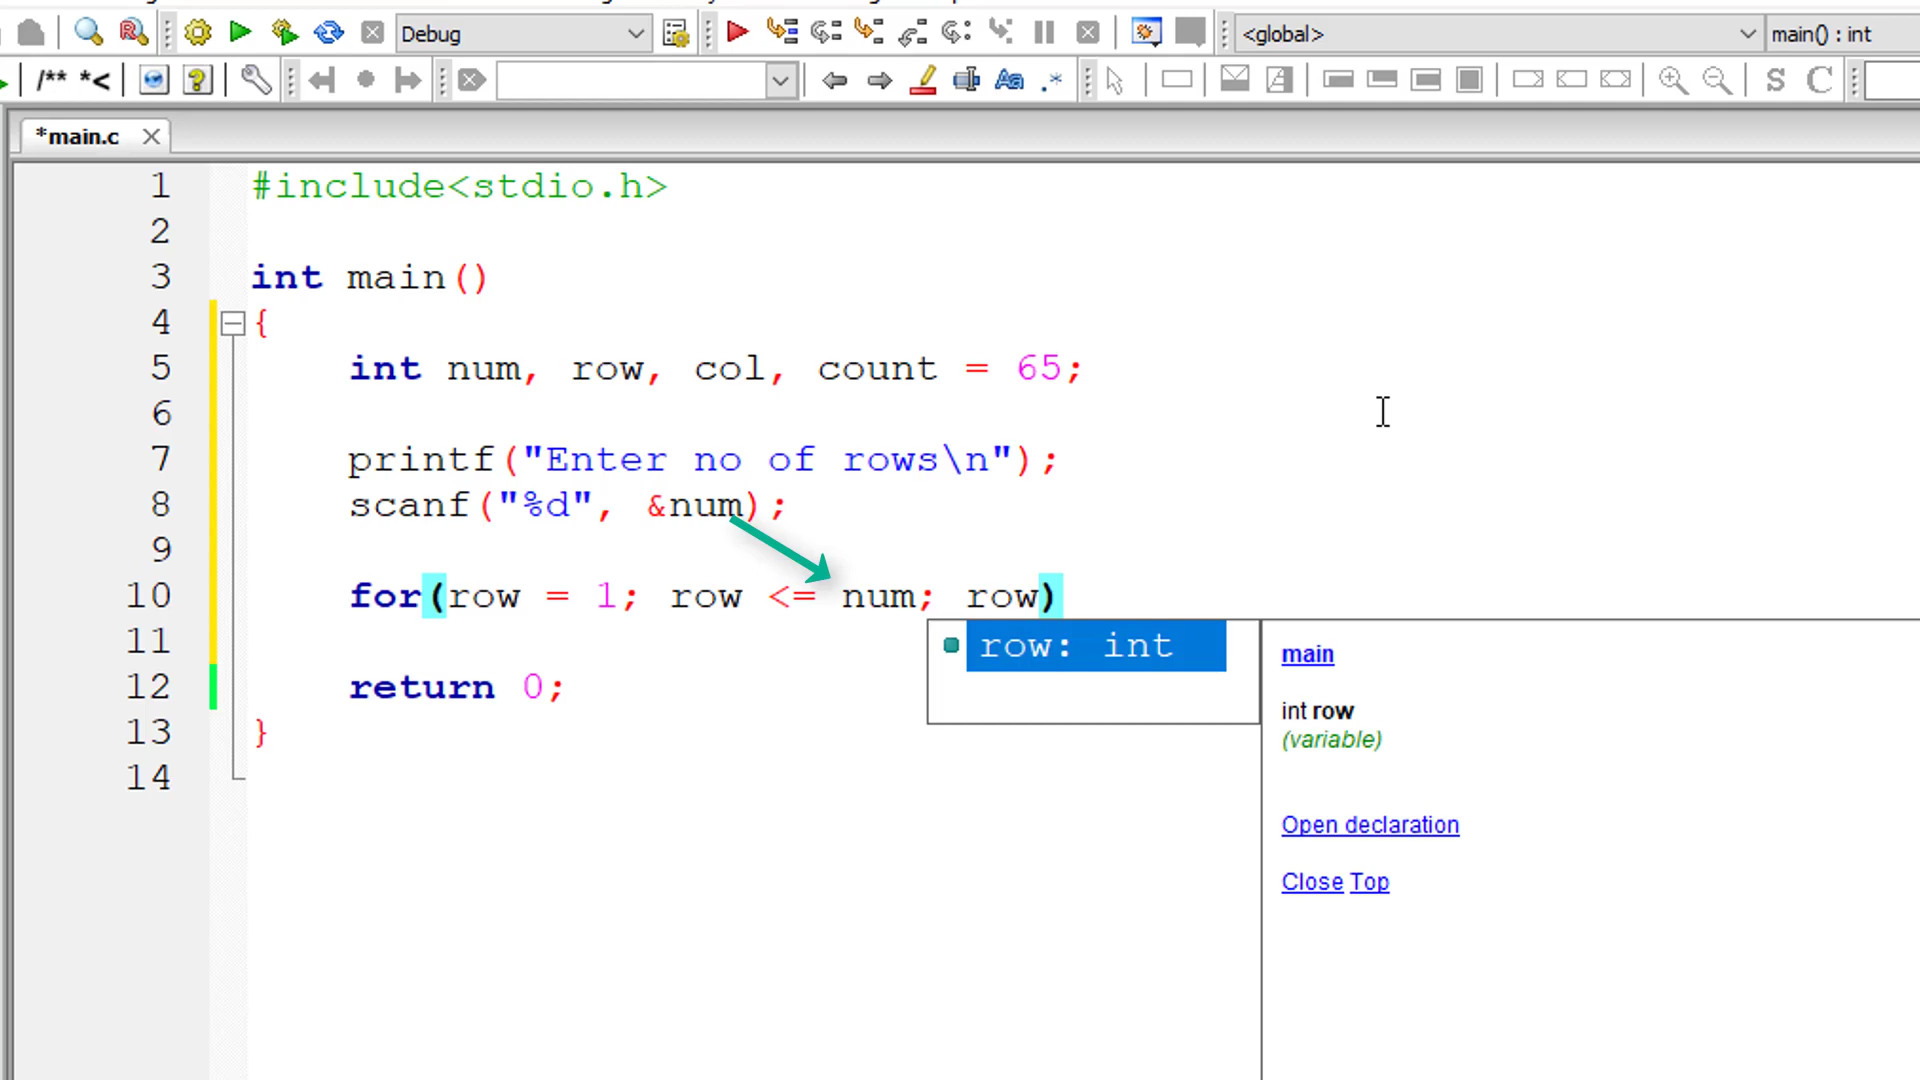 Debug
<global>
main() : int
/** *<
Aa
.*
S C
*main.c
1 #include<stdio.h>
2
3 int main()
4 {
5 int num, row, col, count = 65;
6
7 printf("Enter no of rows\n");
8 scanf("%d", &num);
9
10 for(row = 1; row <= num; row)
11
12 return 0;
13 }
14
row: int
main
int row
(variable)
Open declaration
Close Top